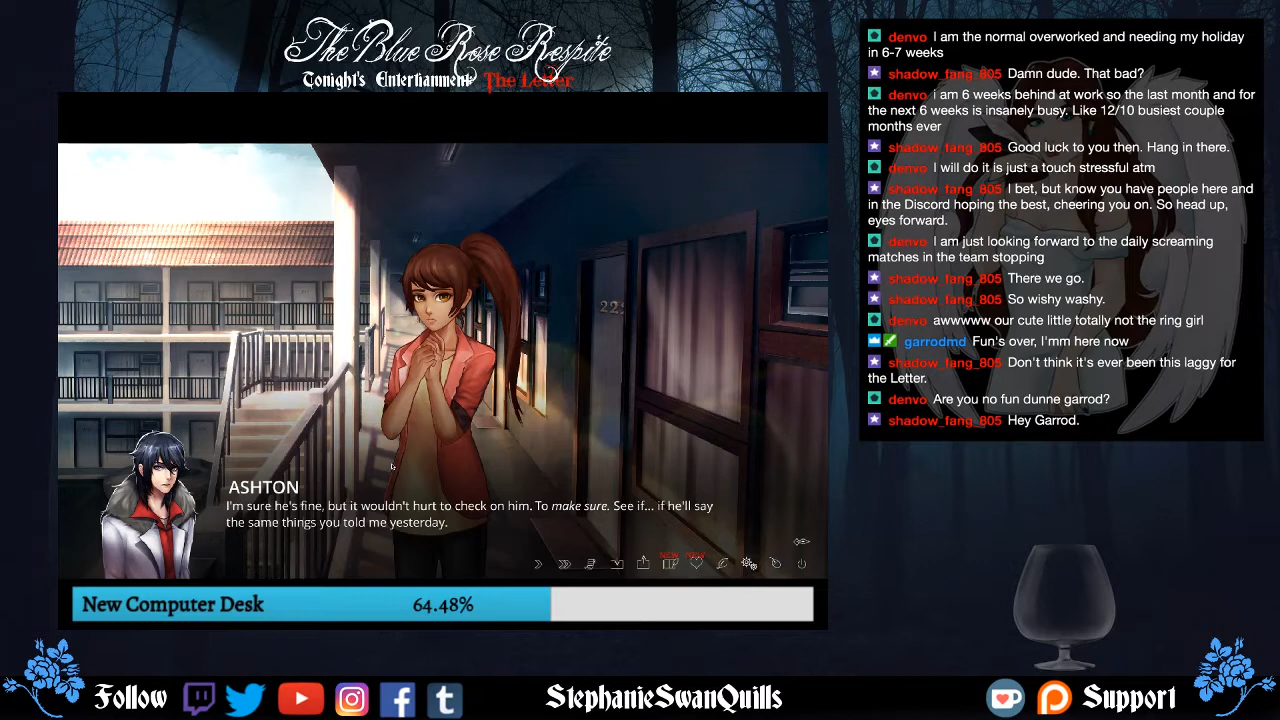 The Blue Rose Respite
Tonight's Entertainment The Letter
denvo I am the normal overworked and needing my holiday
in 6-7 weeks
shadow_fang_805 Damn dude. That bad?
denvo i am 6 weeks behind at work so the last month and for
the next 6 weeks is insanely busy. Like 12/10 busiest couple
months ever
shadow_fang_805 Good luck to you then. Hang in there.
denvo I will do it is just a touch stressful atm
shadow_fang_805 I bet, but know you have people here and
in the Discord hoping the best, cheering you on. So head up,
eyes forward.
denvo I am just looking forward to the daily screaming
matches in the team stopping
shadow_fang_805 There we go.
shadow_fang_805 So wishy washy.
denvo awwwww our cute little totally not the ring girl
garrodmd Fun's over, I'mm here now
shadow_fang_805 Don't think it's ever been this laggy for
the Letter.
denvo Are you no fun dunne garrod?
shadow_fang_805 Hey Garrod.
ASHTON
I'm sure he's fine, but it wouldn't hurt to check on him. To make sure. See if... if he'll say
the same things you told me yesterday.
New Computer Desk 64.48%
Follow StephanieSwanQuills Support